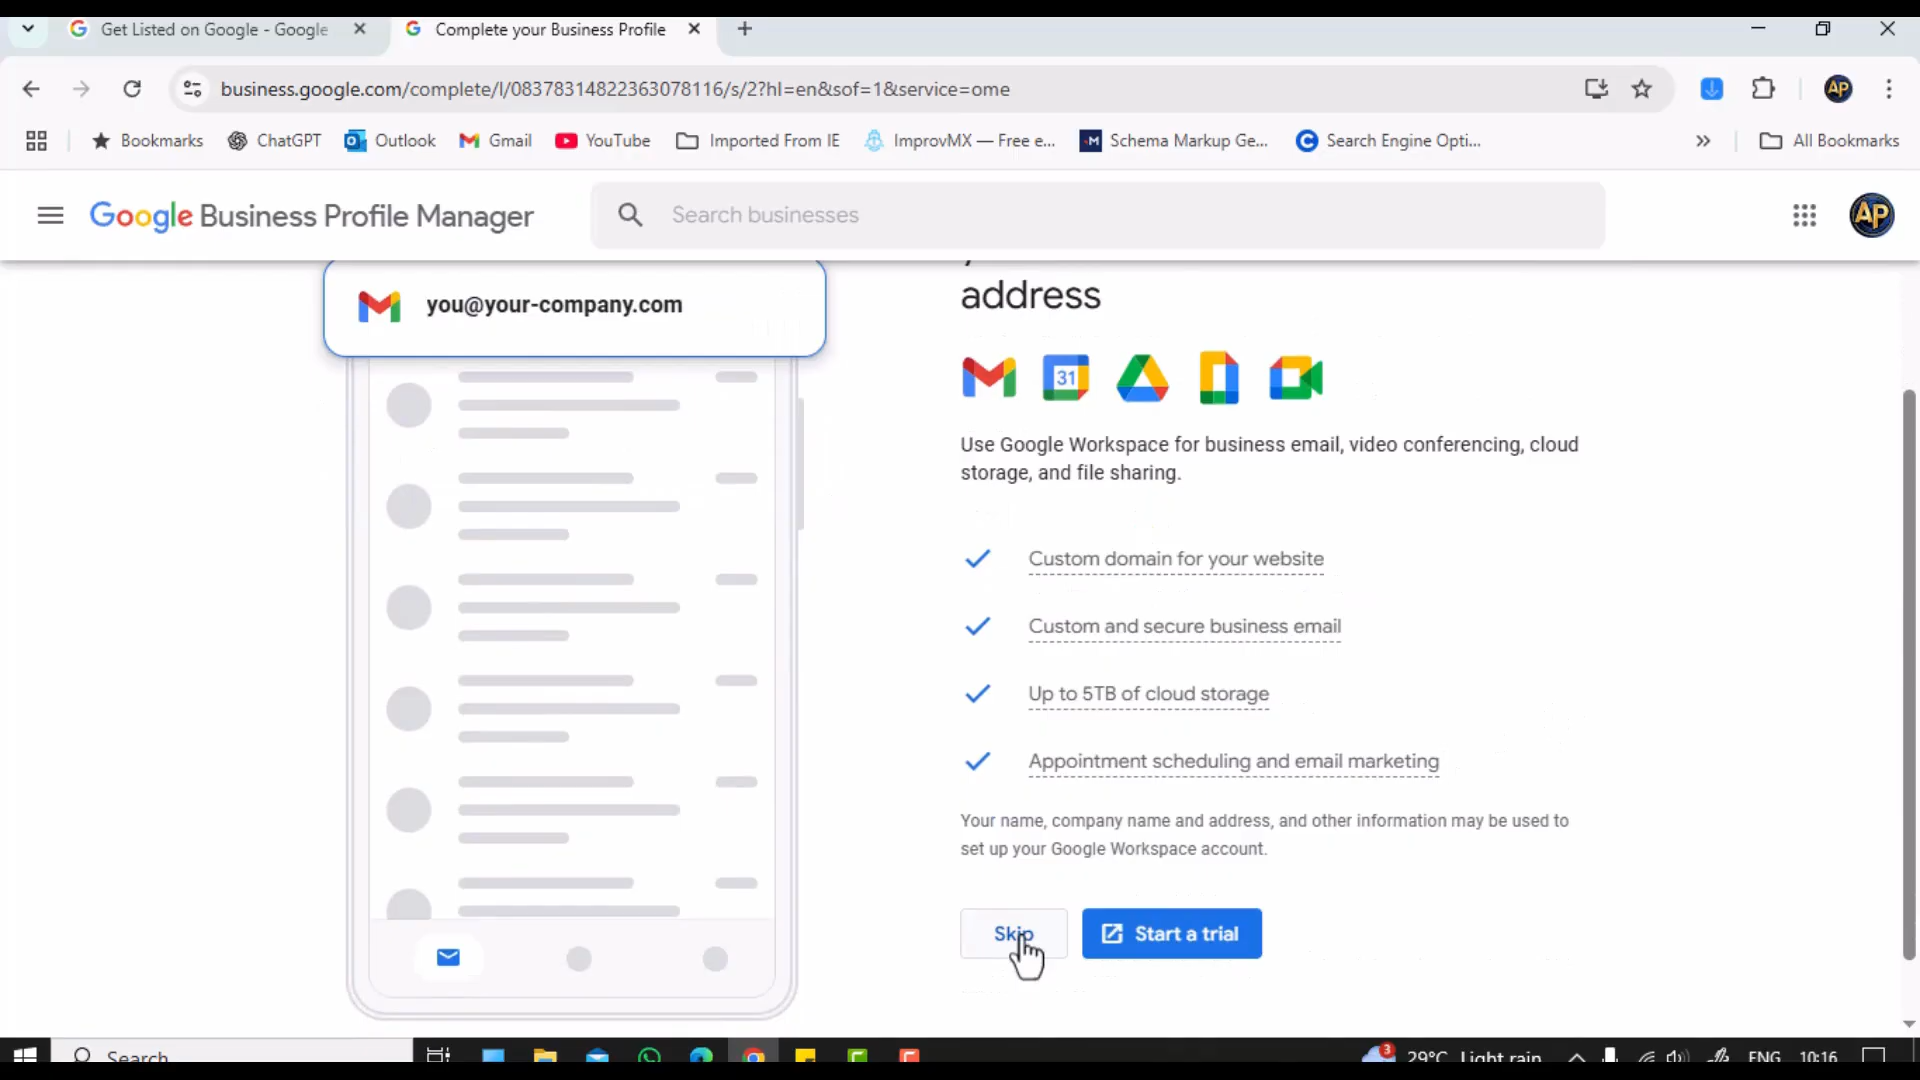 Get Listed on Google - Google
Complete your Business Profile
business.google.com/complete/l/08378314822363078116/s/2?hl=en&sof=1&service=ome
AP
Bookmarks
ChatGPT
Outlook
Gmail
YouTube
Imported From IE
ImprovMX — Free e...
Schema Markup Ge...
Search Engine Opti...
All Bookmarks
Google Business Profile Manager
Search businesses
AP
you@your-company.com
address
31
Use Google Workspace for business email, video conferencing, cloud
storage, and file sharing.
Custom domain for your website
Custom and secure business email
Up to 5TB of cloud storage
Appointment scheduling and email marketing
Your name, company name and address, and other information may be used to
set up your Google Workspace account.
Skip
Start a trial
Search
3
29°C Light rain
ENG
10:16